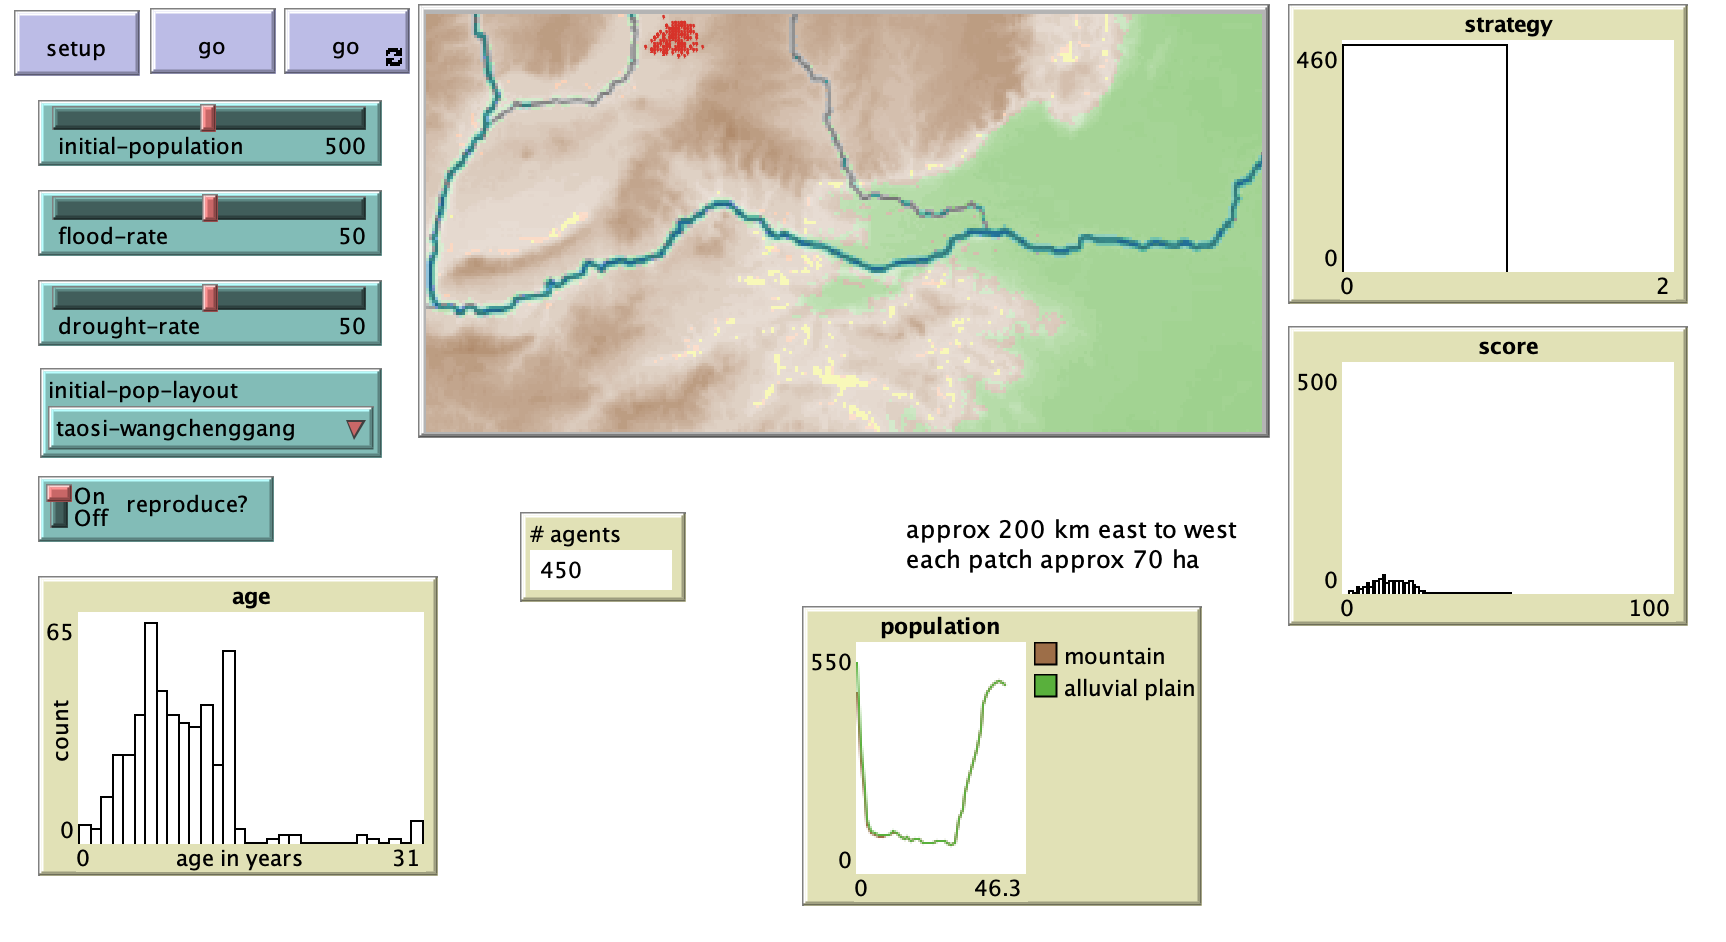 setup
go
go
initial-population 500
flood-rate 50
drought-rate 50
initial-pop-layout
taosi-wangchenggang
On
Off
reproduce?
strategy
460
0
0 2
score
500
0
0 100
# agents
450
approx 200 km east to west
each patch approx 70 ha
age
65
count
0
0 age in years 31
population
550
0
0 46.3
mountain
alluvial plain